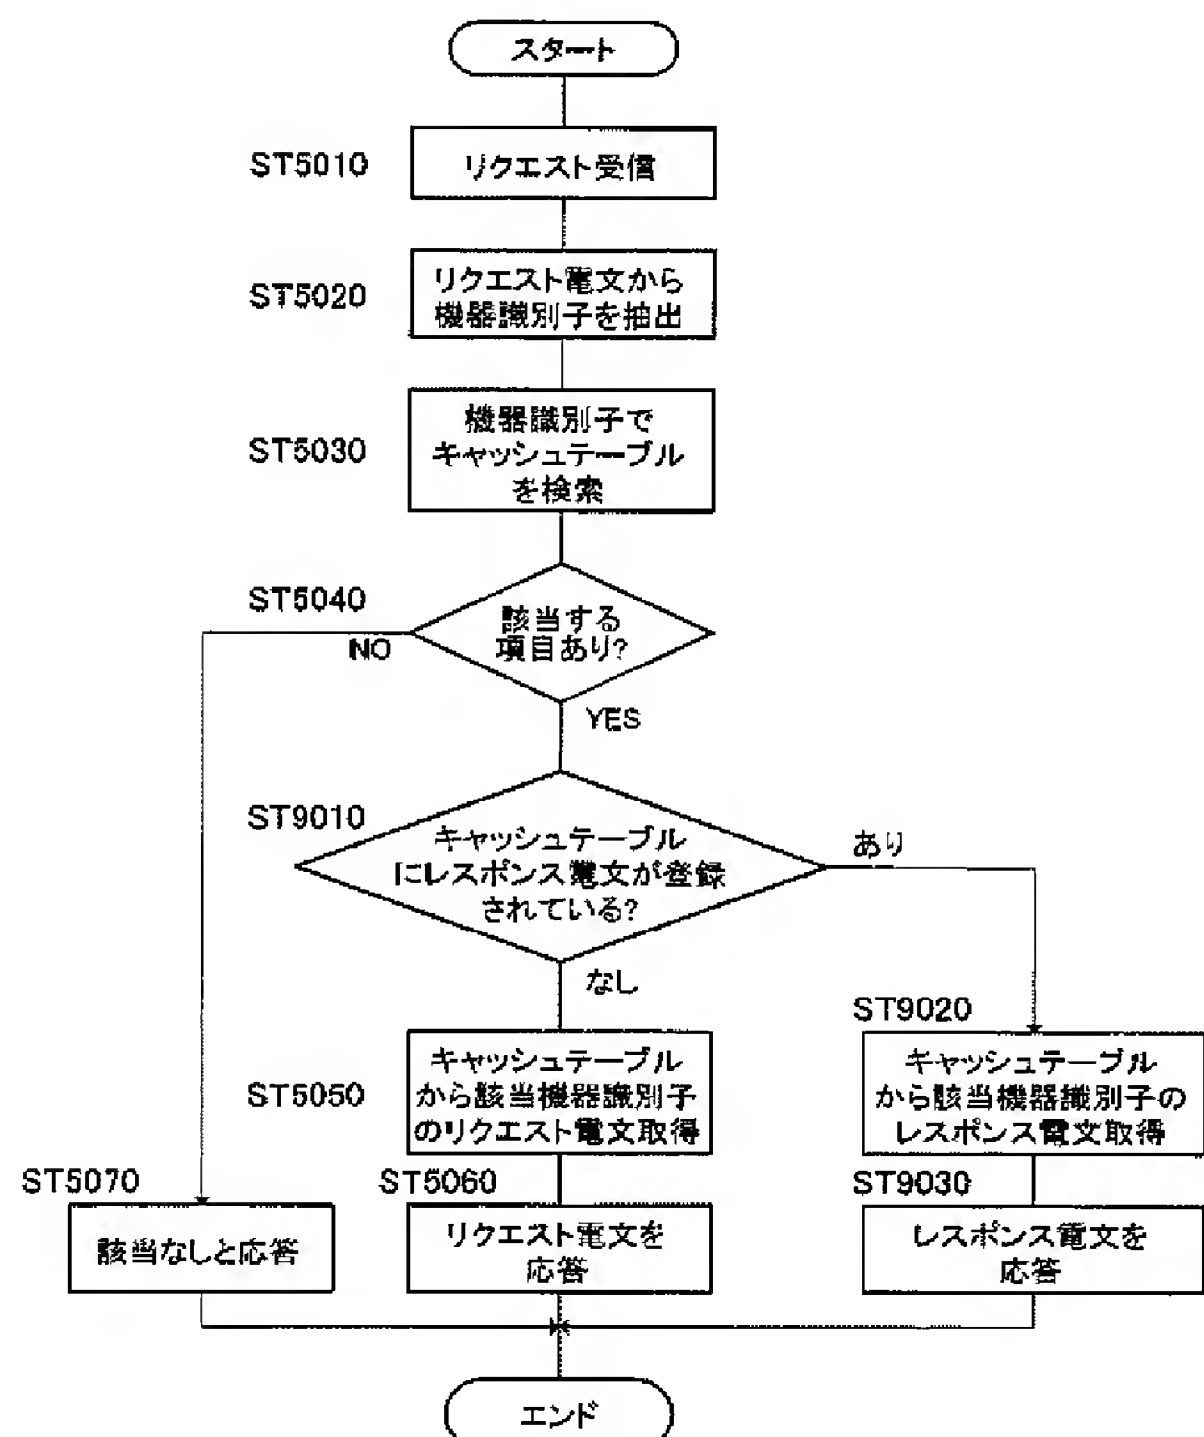 スタート
ST5010
リクエスト受信
ST5020
リクエスト電文から
機器識別子を抽出
ST5030
機器識別子で
キャッシュテーブル
を検索
ST5040
該当する
項目あり?
NO
YES
ST9010
キャッシュテーブル
にレスポンス電文が登録
されている?
あり
なし
ST5050
キャッシュテーブル
から該当機器識別子
のリクエスト電文取得
ST9020
キャッシュテーブル
から該当機器識別子の
レスポンス電文取得
ST5070
該当なしと応答
ST5060
リクエスト電文を
応答
ST9030
レスポンス電文を
応答
エンド